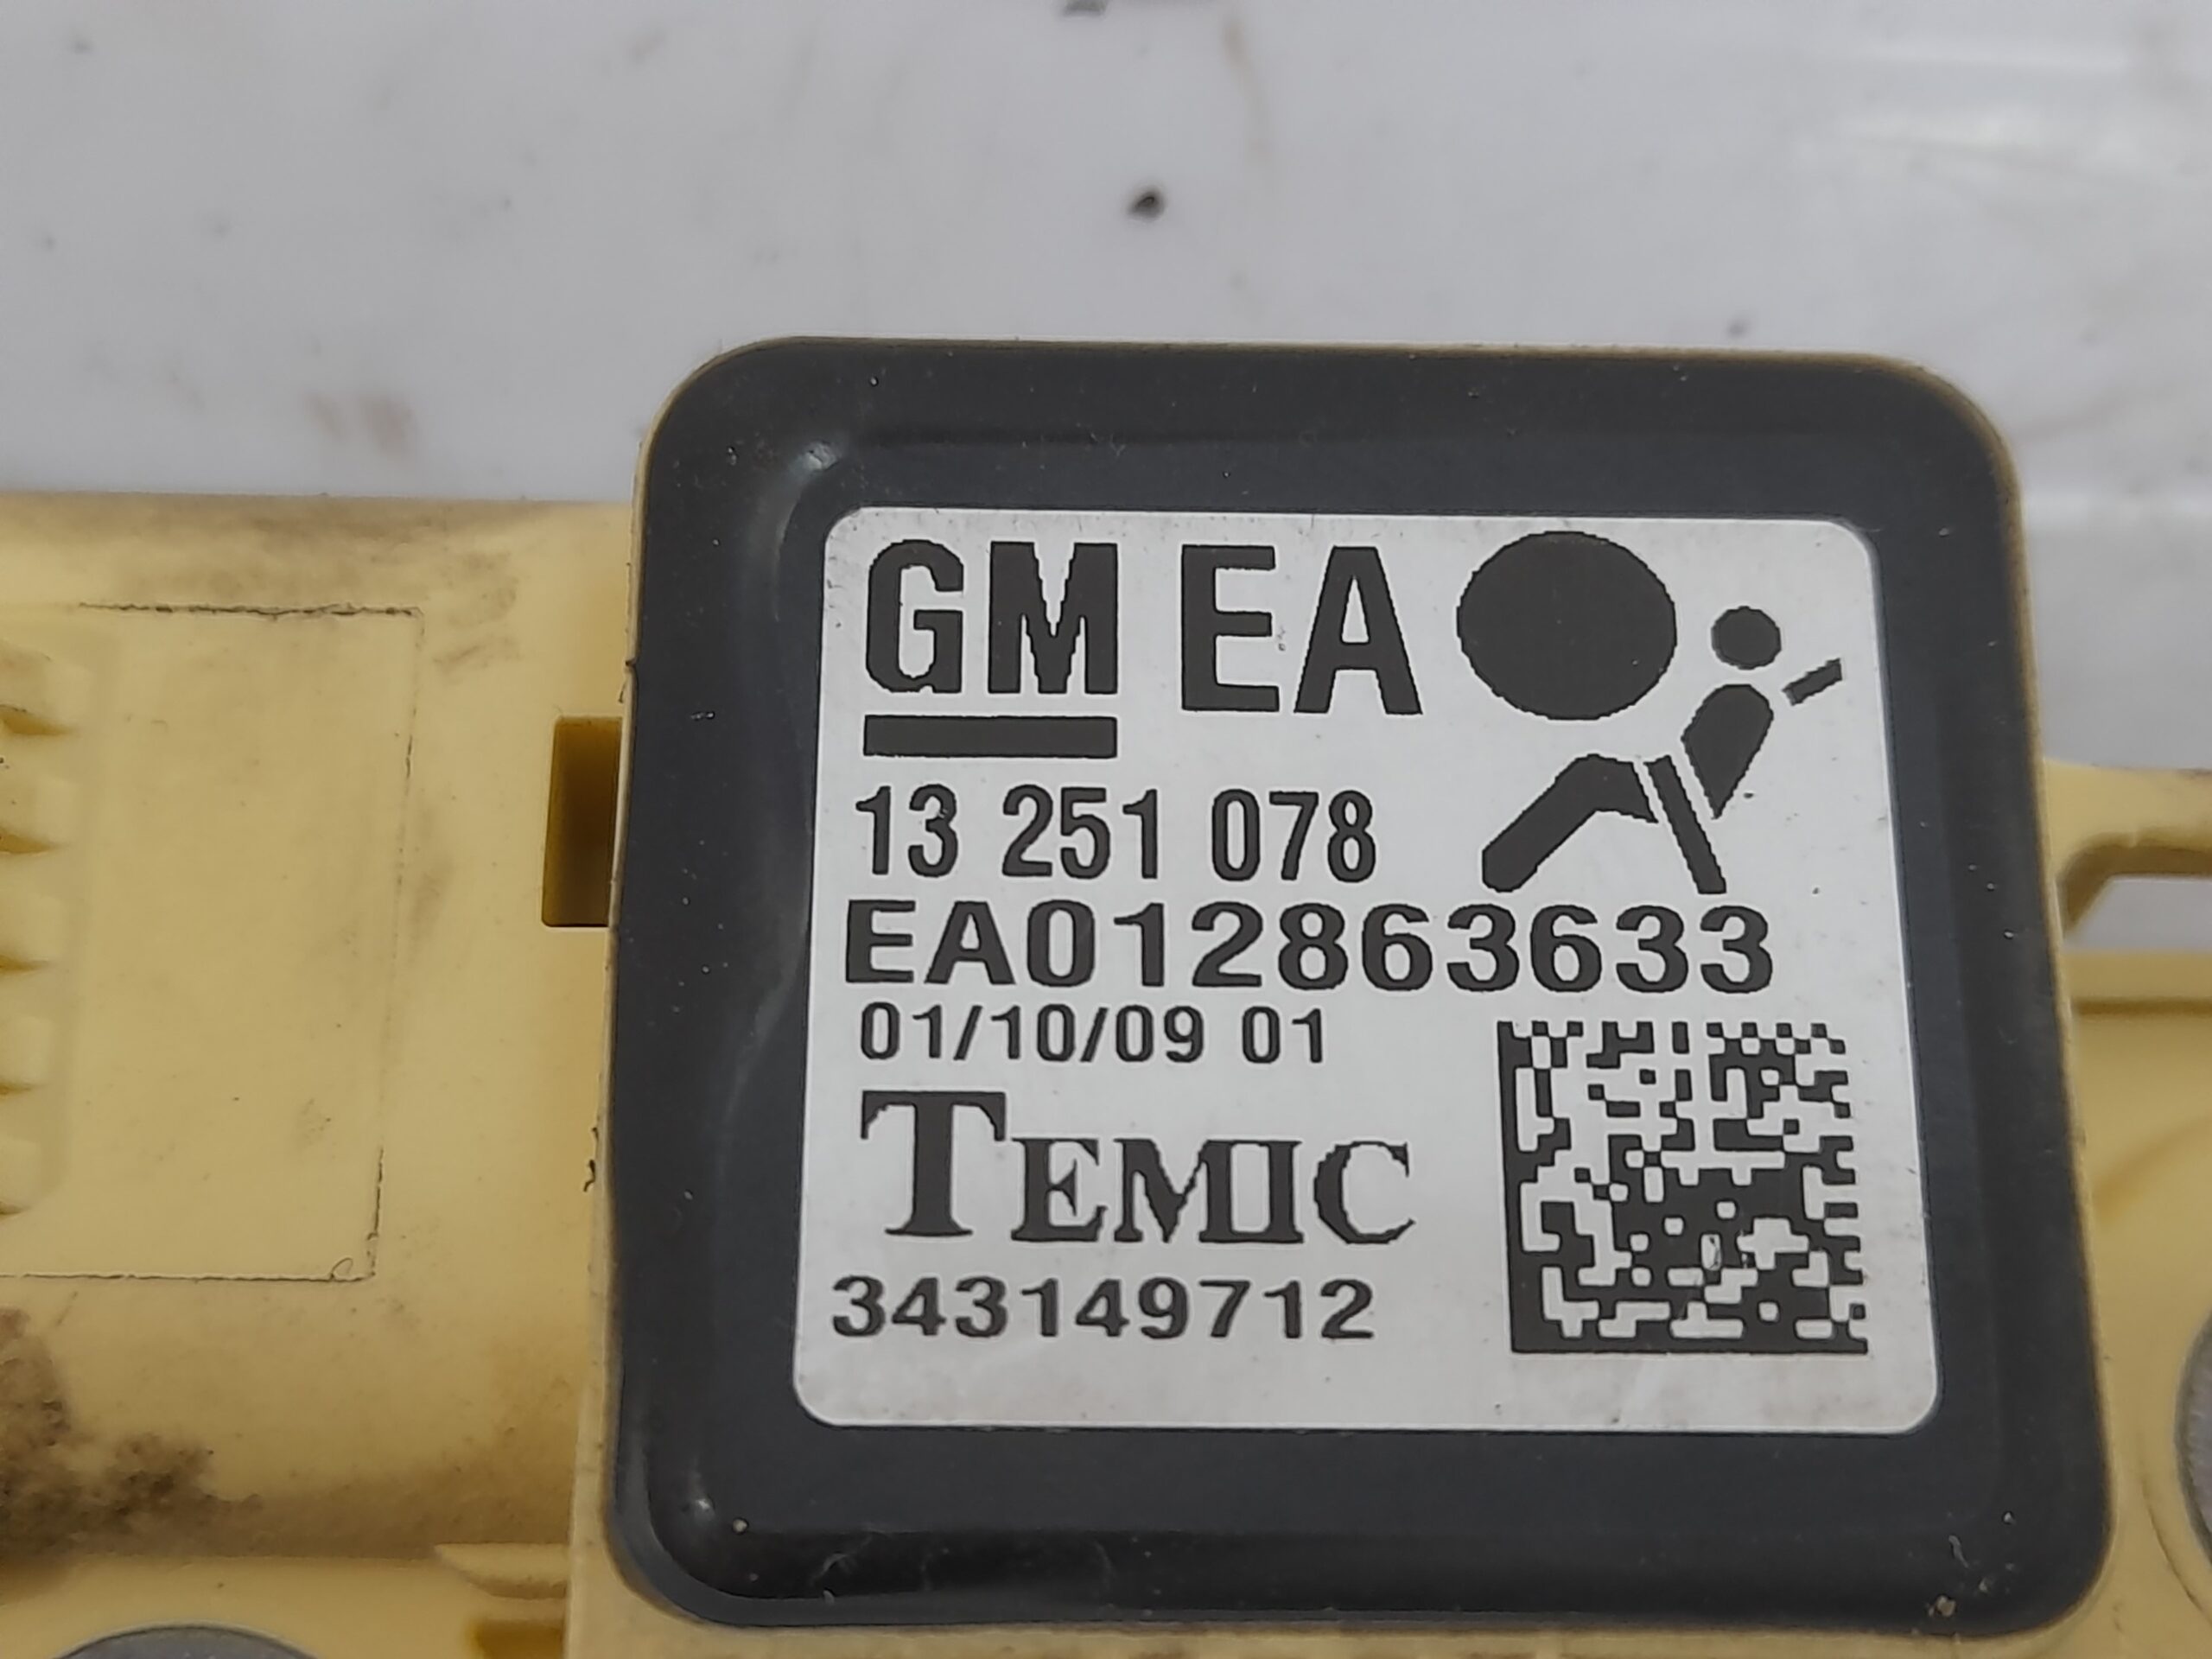 GM EA
13 251 078
EA012863633
01/10/09 01
TEMIC
343149712